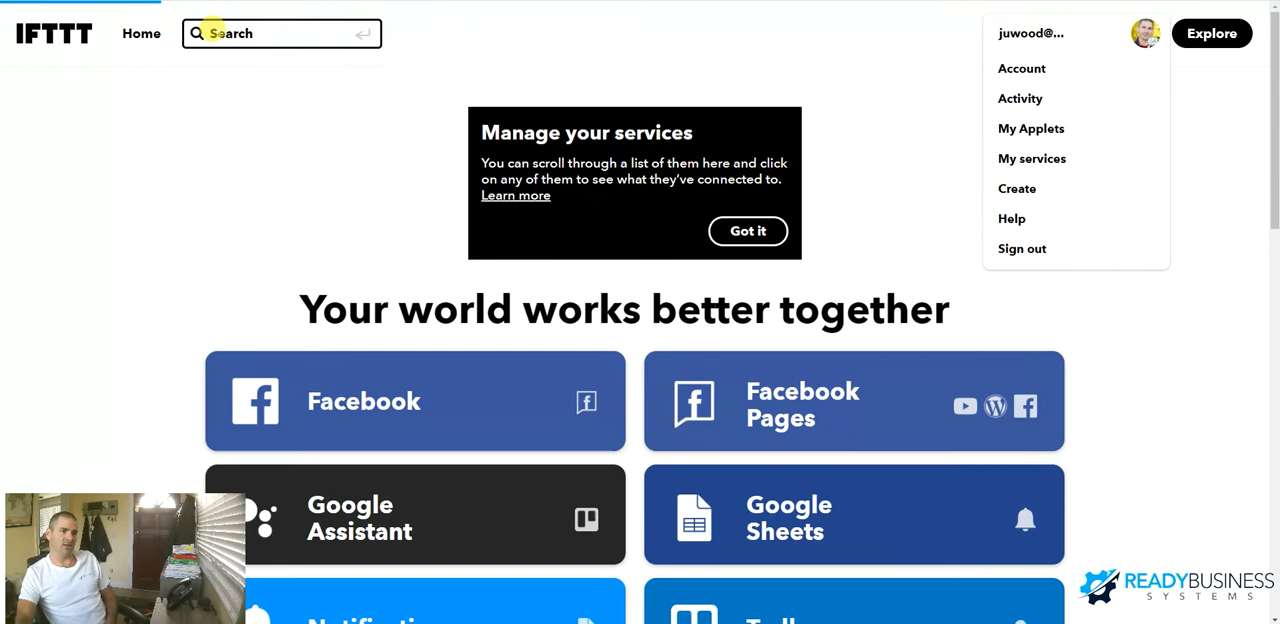 IFTTT
Home
Search
juwood@...
Explore
Account
Activity
My Applets
My services
Create
Help
Sign out
Manage your services
You can scroll through a list of them here and click
on any of them to see what they've connected to.
Learn more
Got it
Your world works better together
Facebook
Facebook
Pages
Google
Assistant
Google
Sheets
READYBUSINESS
SYSTEMS